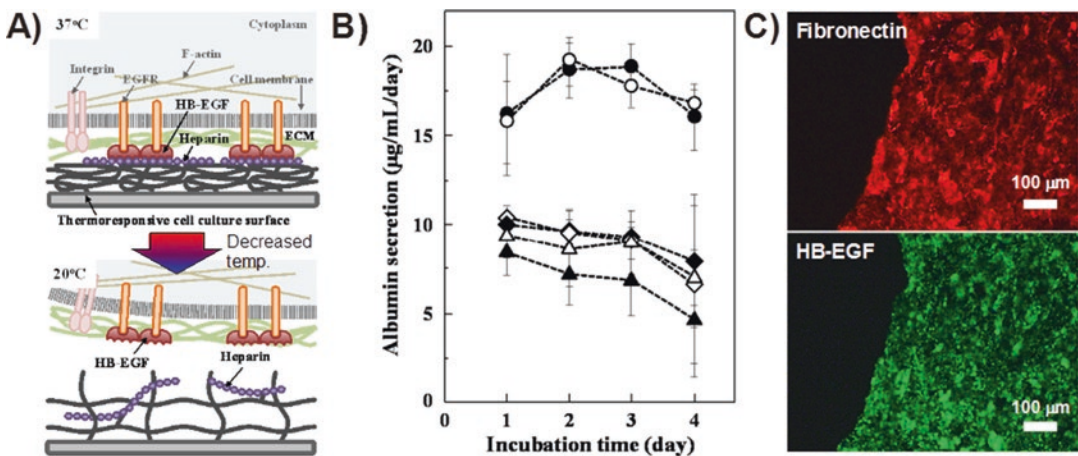 A)
37°C
Cytoplasm
F-actin
Integrin
EGFR
Cell membrane
HB-EGF
ECM
Heparin
Thermoresponsive cell culture surface
Decreased
temp.
20°C
HB-EGF
Heparin
B)
Albumin secretion (µg/mL/day)
20
15
10
5
0
0 1 2 3 4
Incubation time (day)
C)
Fibronectin
100 µm
HB-EGF
100 µm